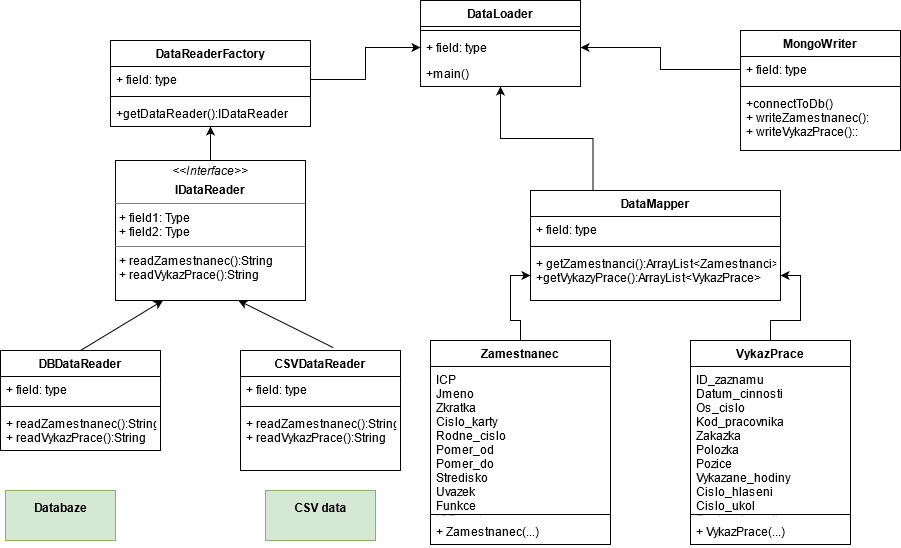 DataLoader
+ field: type
+main()
DataReaderFactory
+ field: type
+getDataReader():IDataReader
MongoWriter
+ field: type
+connectToDb()
+ writeZamestnanec():
+ writeVykazPrace()::
<<Interface>>
IDataReader
+ field1: Type
+ field2: Type
+ readZamestnanec():String
+ readVykazPrace():String
DataMapper
+ field: type
+ getZamestnanci():ArrayList<Zamestnanci>
+getVykazyPrace():ArrayList<VykazPrace>
DBDataReader
+ field: type
+ readZamestnanec():String
+ readVykazPrace():String
CSVDataReader
+ field: type
+ readZamestnanec():String
+ readVykazPrace():String
Zamestnanec
ICP
Jmeno
Zkratka
Cislo_karty
Rodne_cislo
Pomer_od
Pomer_do
Stredisko
Uvazek
Funkce
+ Zamestnanec(...)
VykazPrace
ID_zaznamu
Datum_cinnosti
Os_cislo
Kod_pracovnika
Zakazka
Polozka
Pozice
Vykazane_hodiny
Cislo_hlaseni
Cislo_ukol
+ VykazPrace(...)
Databaze
CSV data